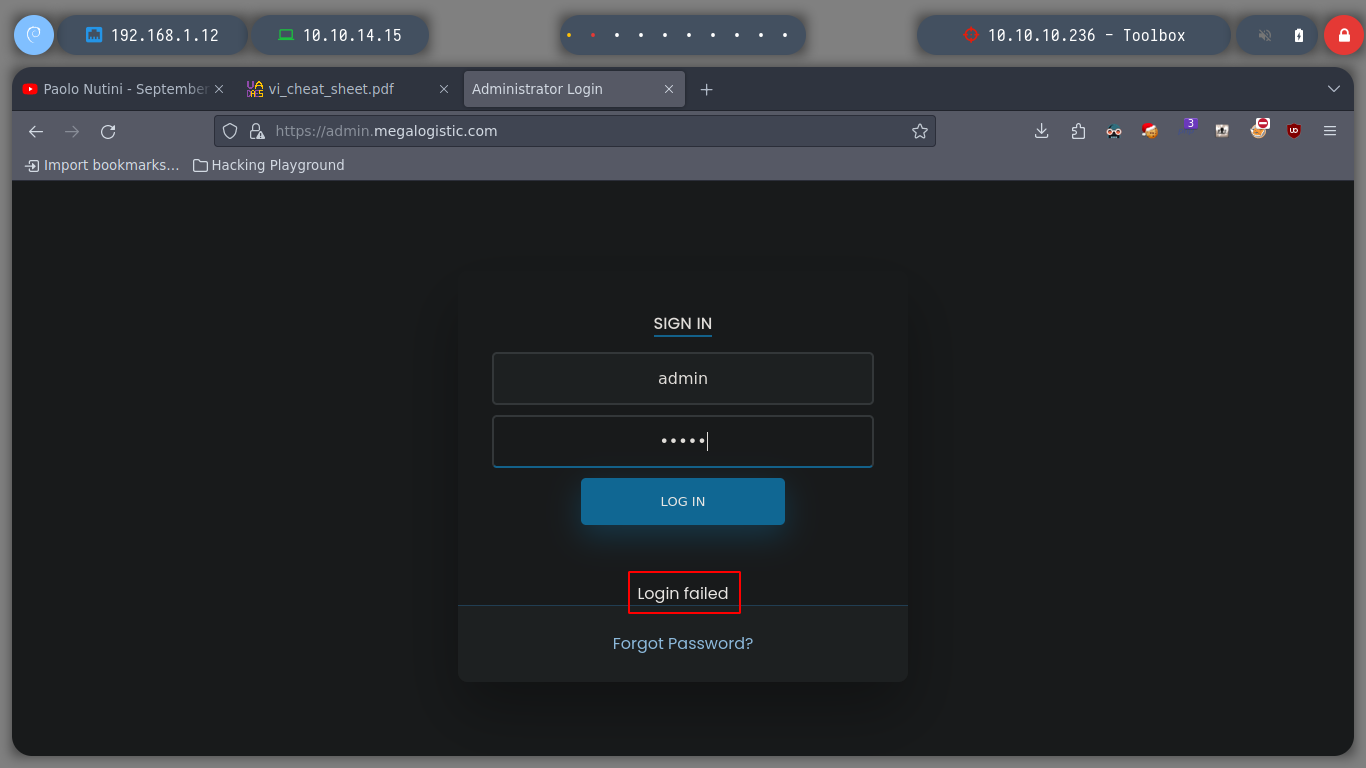 192.168.1.12
10.10.14.15
10.10.10.236 - Toolbox
Paolo Nutini - September
vi_cheat_sheet.pdf
Administrator Login
https://admin.megalogistic.com
3
Import bookmarks...
Hacking Playground
SIGN IN
admin
•••••
LOG IN
Login failed
Forgot Password?